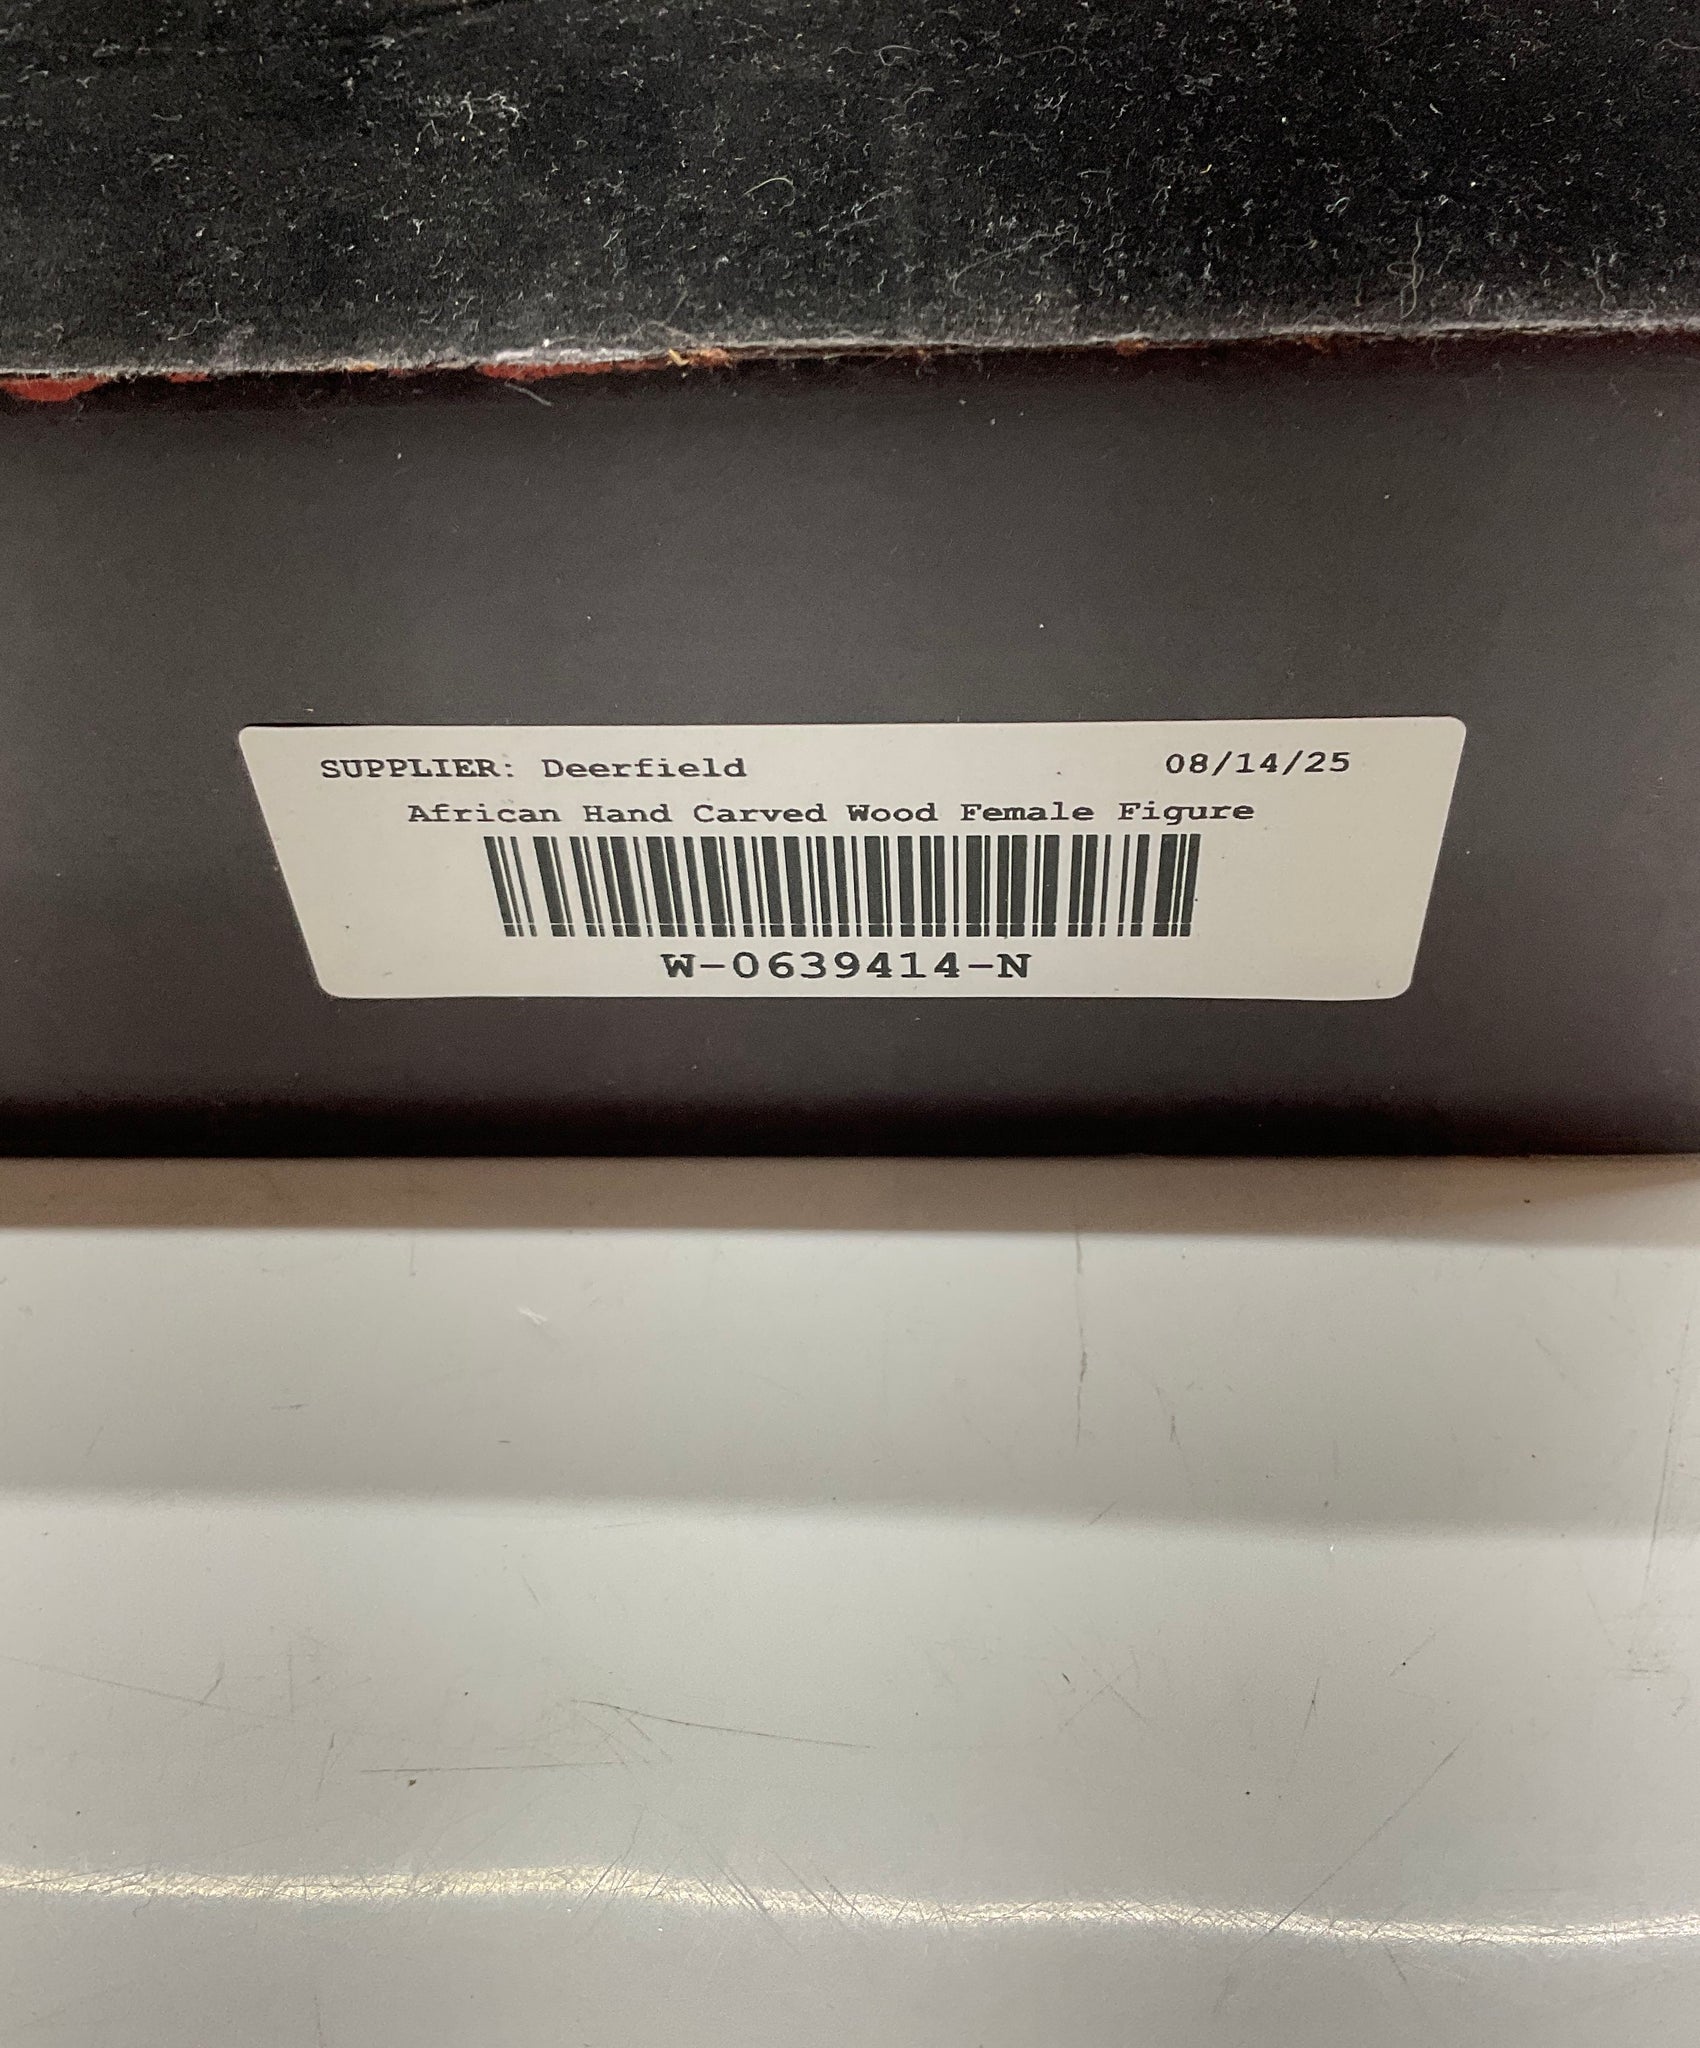 SUPPLIER: Deerfield 08/14/25
African Hand Carved Wood Female Figure
W-0639414-N